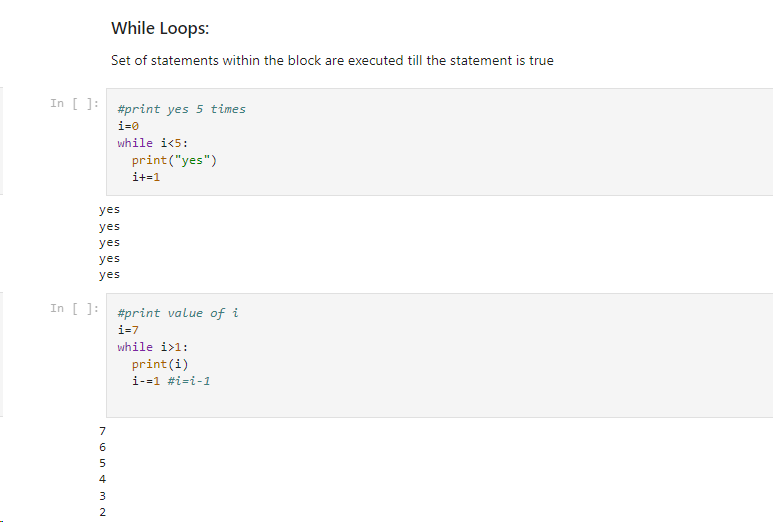 While Loops:
Set of statements within the block are executed till the statement is true
In [ ]:
#print yes 5 times
i=0
while i<5:
  print("yes")
  i+=1
yes
yes
yes
yes
yes
In [ ]:
#print value of i
i=7
while i>1:
  print(i)
  i-=1 #i=i-1
7
6
5
4
3
2